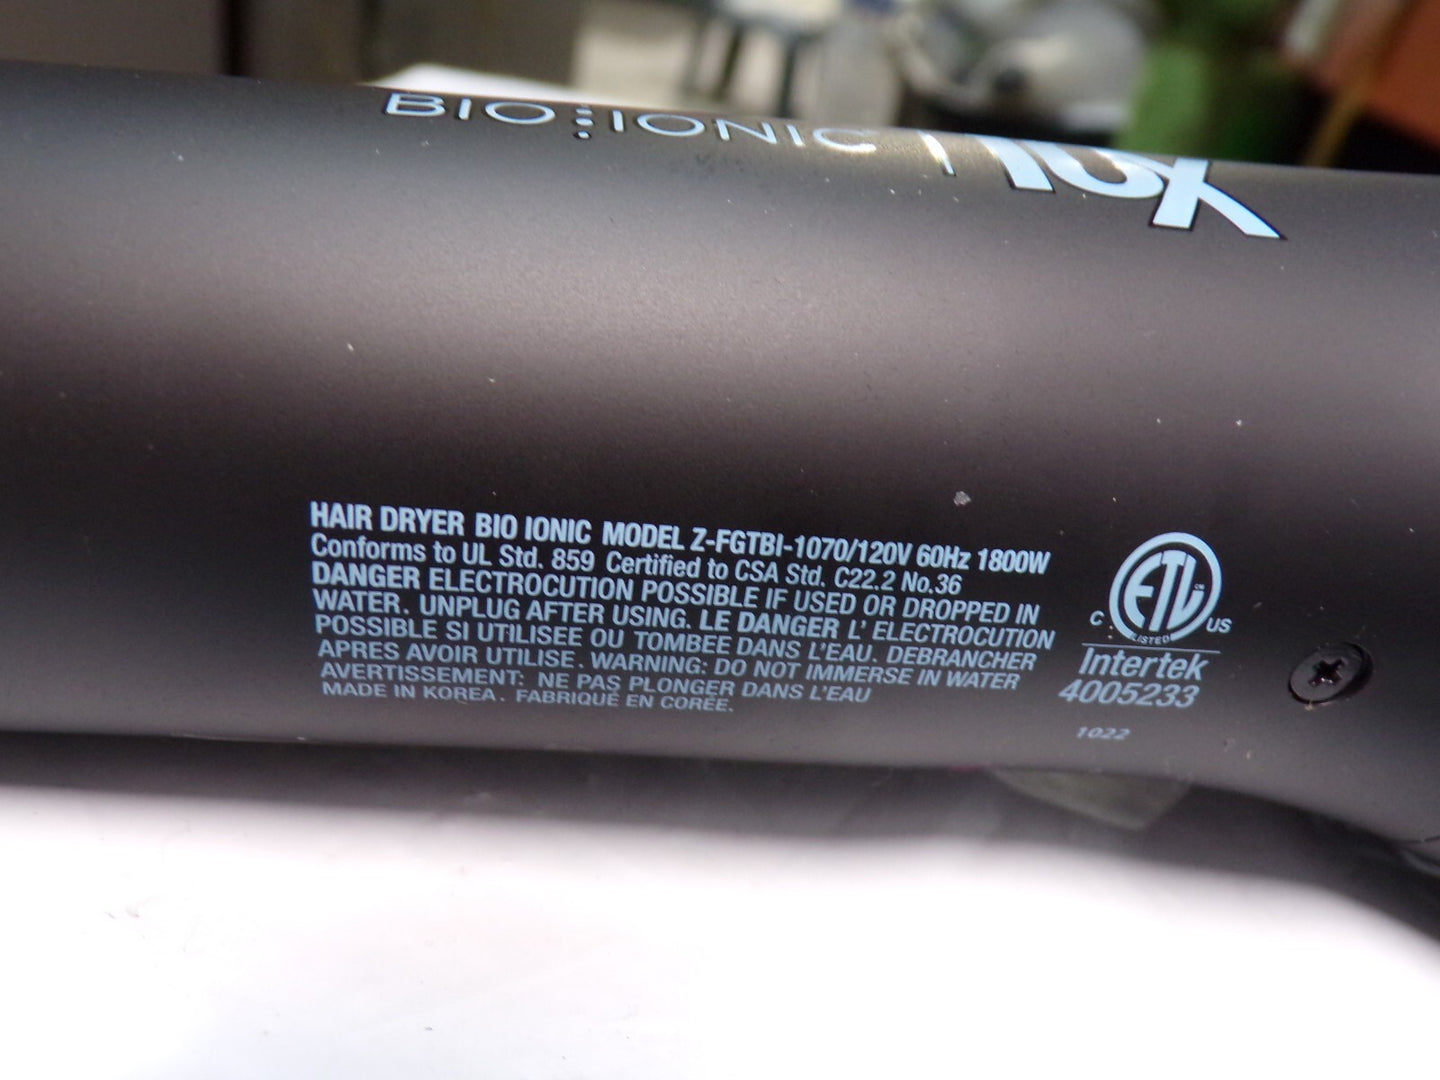 BIO IONIC 10x
HAIR DRYER BIO IONIC MODEL Z-FGTBI-1070/120V 60Hz 1800W
Conforms to UL Std. 859 Certified to CSA Std. C22.2 No.36
DANGER ELECTROCUTION POSSIBLE IF USED OR DROPPED IN
WATER. UNPLUG AFTER USING. LE DANGER L' ELECTROCUTION
POSSIBLE SI UTILISEE OU TOMBEE DANS L'EAU. DEBRANCHER
APRES AVOIR UTILISE. WARNING: DO NOT IMMERSE IN WATER
AVERTISSEMENT: NE PAS PLONGER DANS L'EAU
MADE IN KOREA. FABRIQUÉ EN CORÉE.
ETL
C US
LISTED
Intertek
4005233
1022